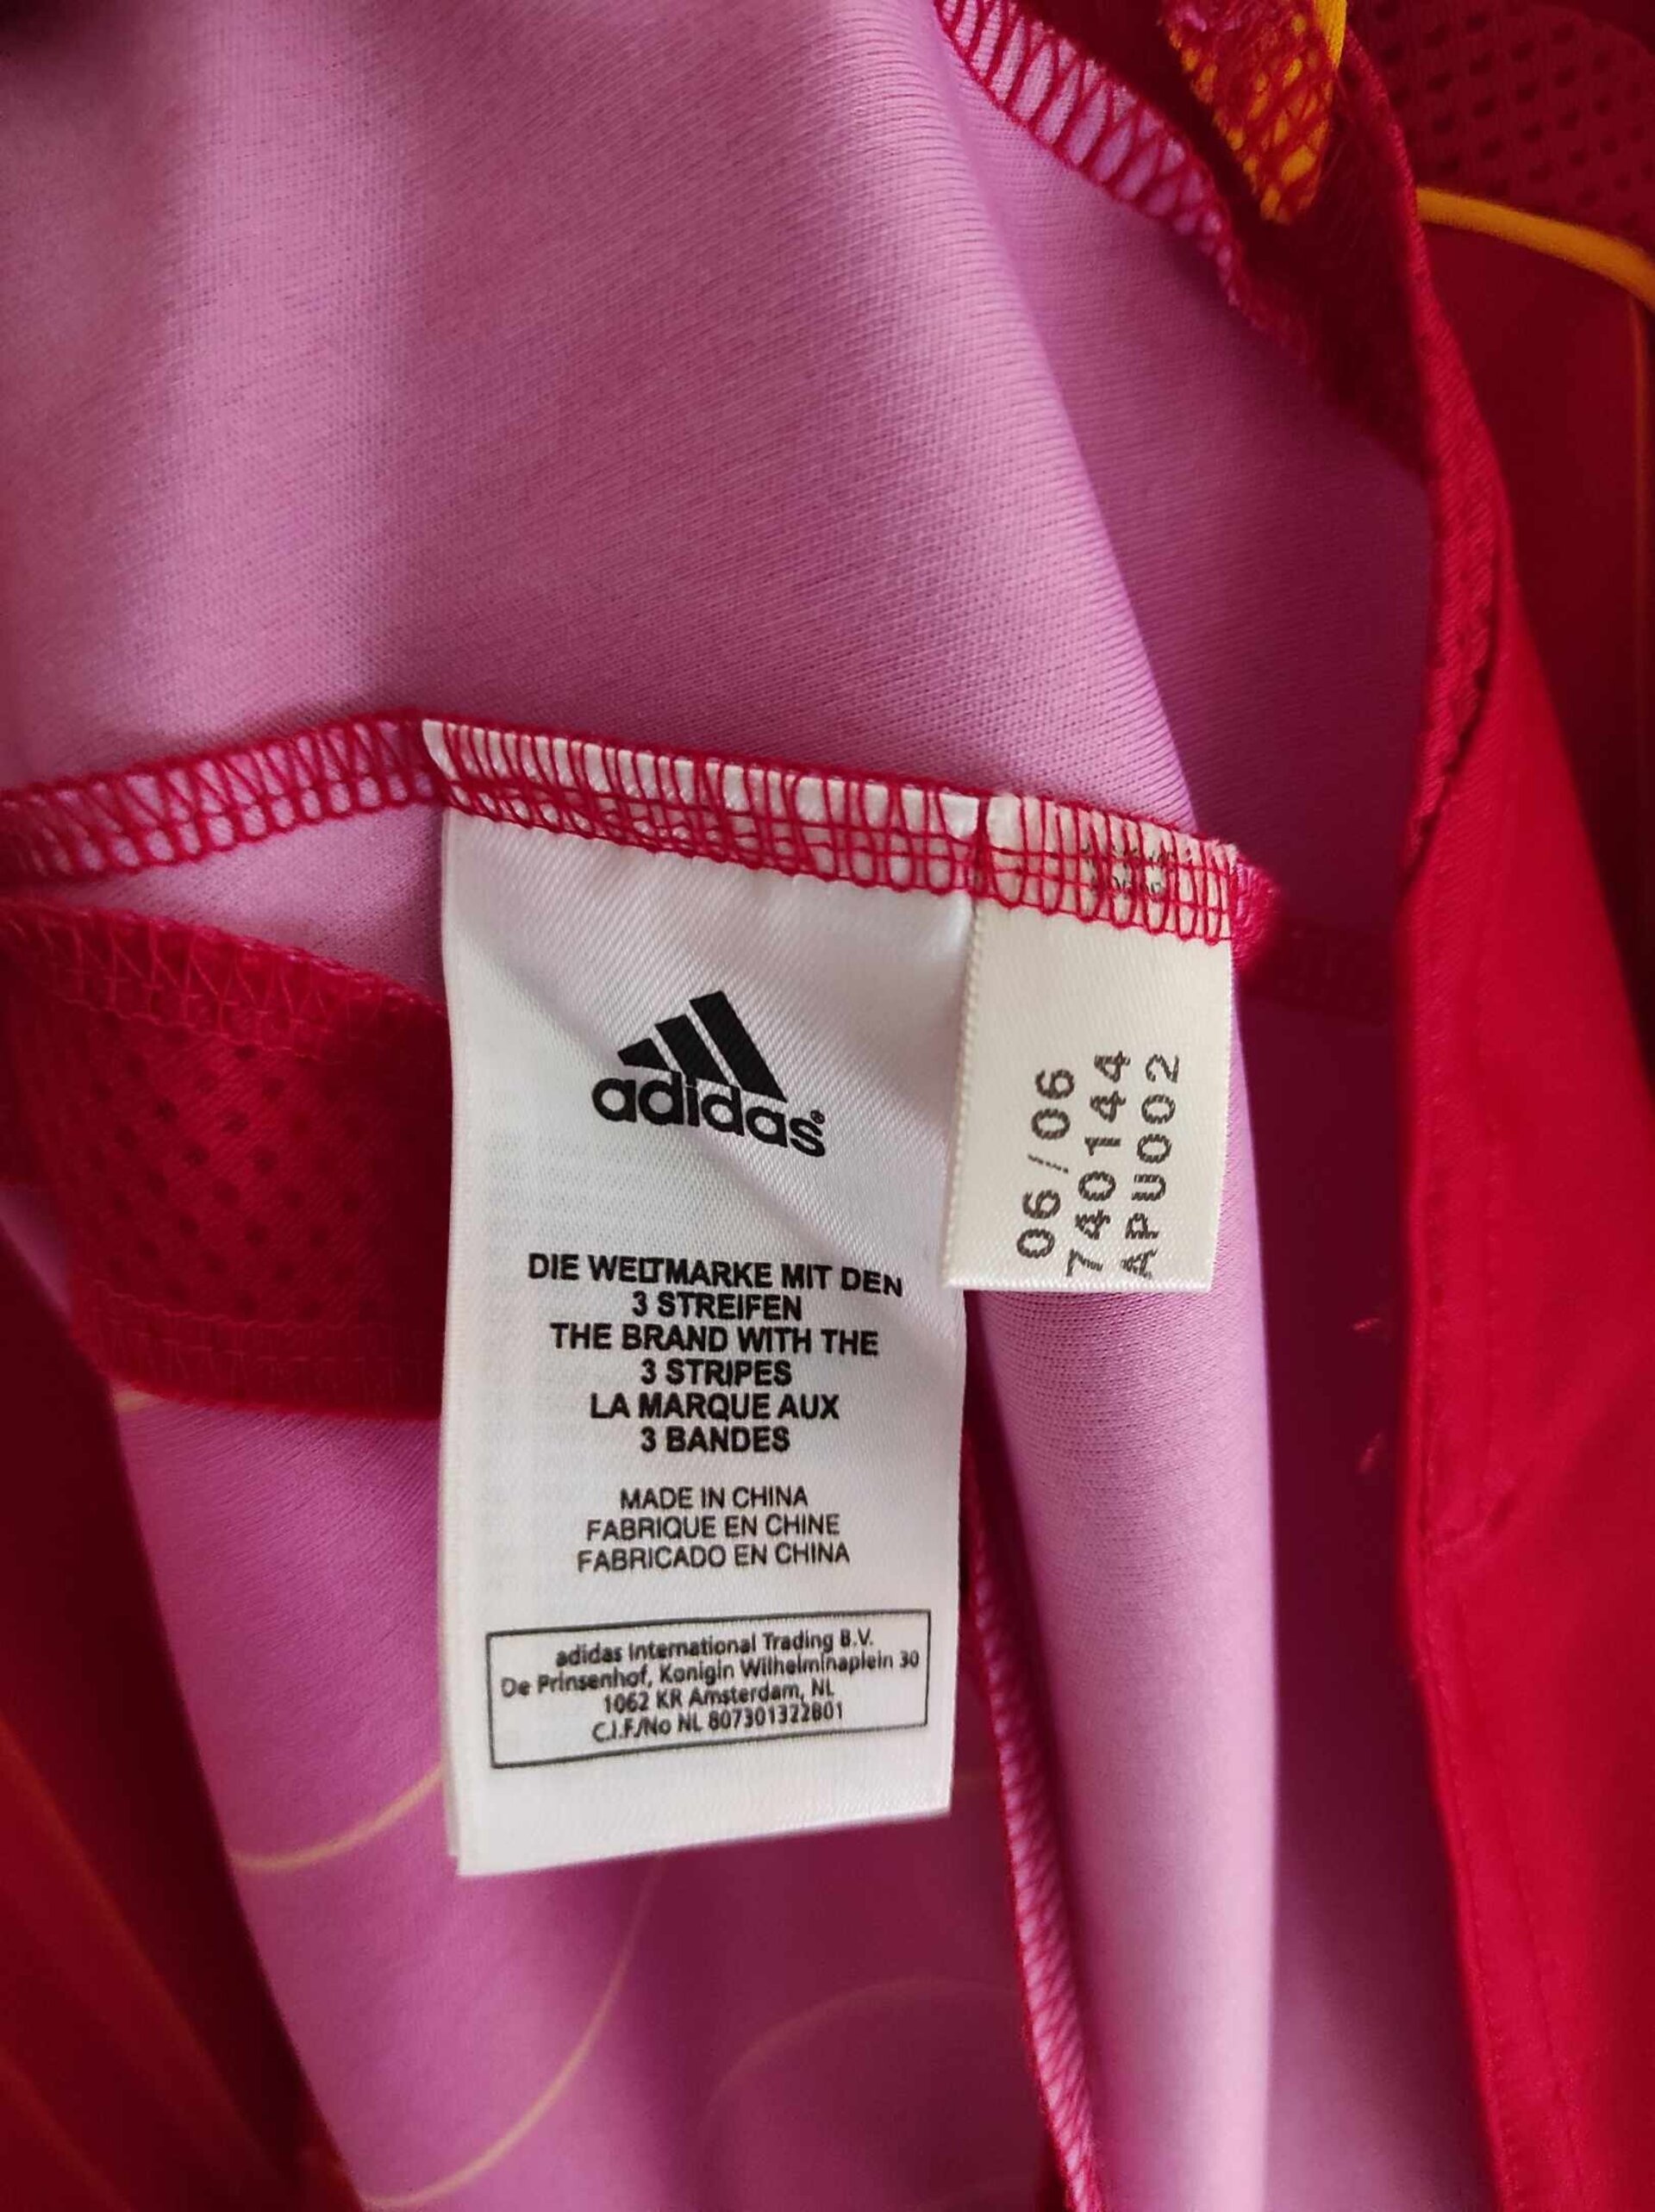 adidas
DIE WELTMARKE MIT DEN
3 STREIFEN
THE BRAND WITH THE
3 STRIPES
LA MARQUE AUX
3 BANDES
MADE IN CHINA
FABRIQUE EN CHINE
FABRICADO EN CHINA
adidas International Trading B.V.
De Prinsenhof, Konigin Wilhelminaplein 30
1062 KR Amsterdam, NL
C.I.F./No NL 807301322B01
06/06
740144
APU002